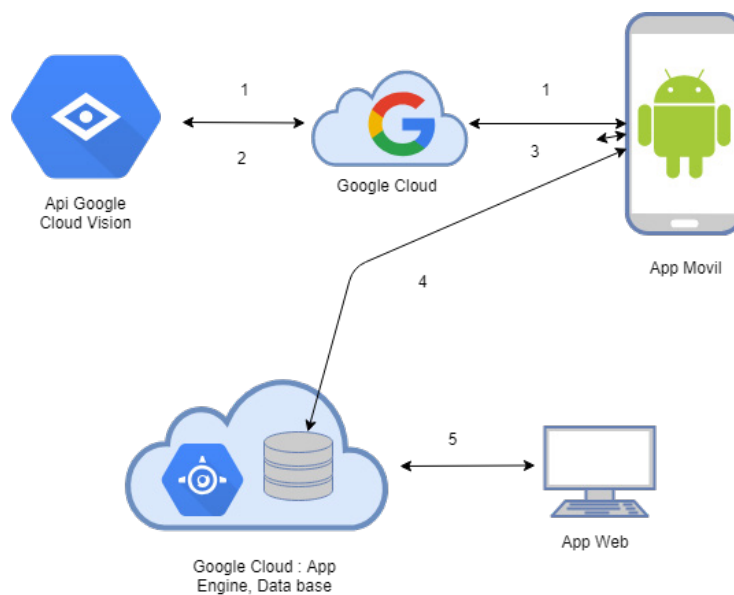 1
1
2
3
Api Google
Cloud Vision
Google Cloud
App Movil
4
5
App Web
Google Cloud : App
Engine, Data base